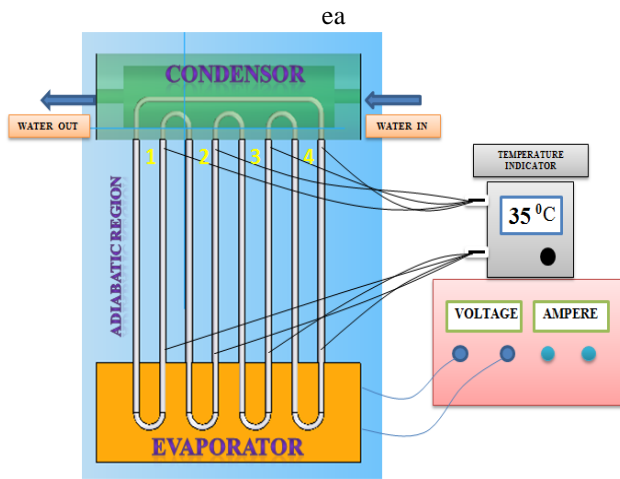 ea
CONDENSOR
WATER OUT
WATER IN
1 2 3 4
TEMPERATURE
INDICATOR
35 ⁰C
ADIABATIC REGION
VOLTAGE AMPERE
EVAPORATOR